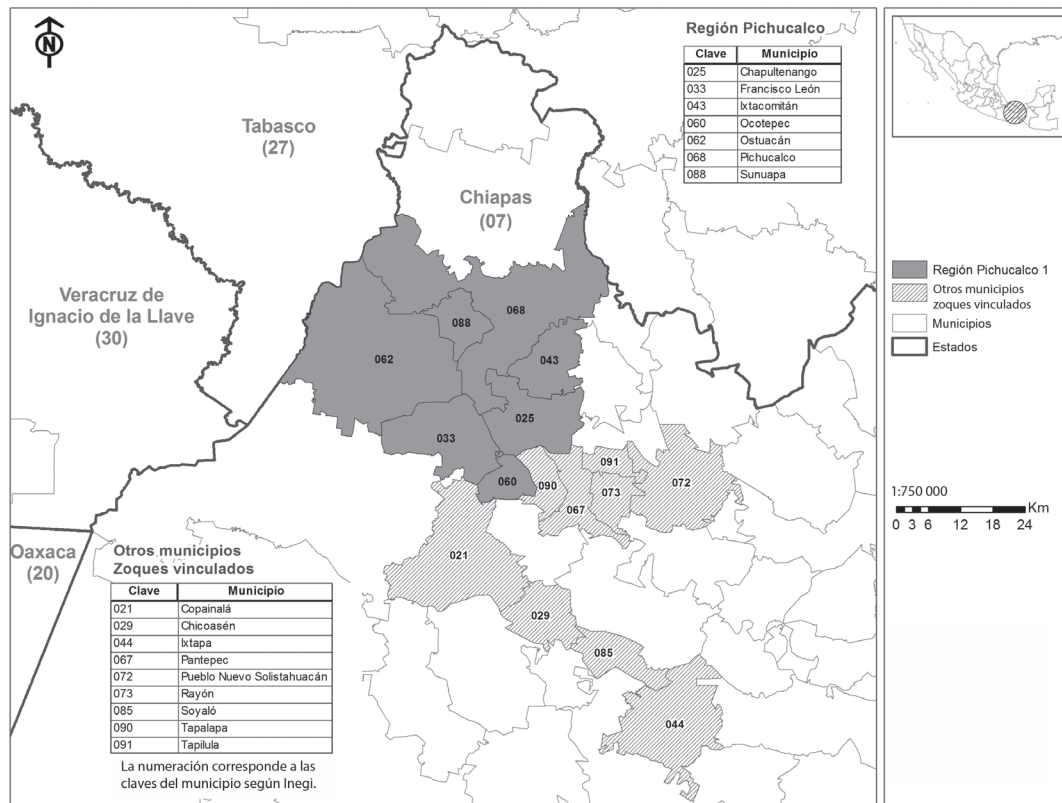 N
Tabasco
(27)
Chiapas
(07)
Veracruz de
Ignacio de la Llave
(30)
Oaxaca
(20)
Región Pichucalco
Clave Municipio
025 Chapultenango
033 Francisco León
043 Ixtacomitán
060 Ocotepec
062 Ostuacán
068 Pichucalco
088 Sunuapa
088
068
062
043
025
033
060
090
091
073
067
072
021
029
085
044
Otros municipios
Zoques vinculados
Clave Municipio
021 Copainalá
029 Chicoasén
044 Ixtapa
067 Pantepec
072 Pueblo Nuevo Solistahuacán
073 Rayón
085 Soyaló
090 Tapalapa
091 Tapilula
La numeración corresponde a las
claves del municipio según Inegi.
Región Pichucalco 1
Otros municipios
zoques vinculados
Municipios
Estados
1:750 000
Km
0 3 6 12 18 24